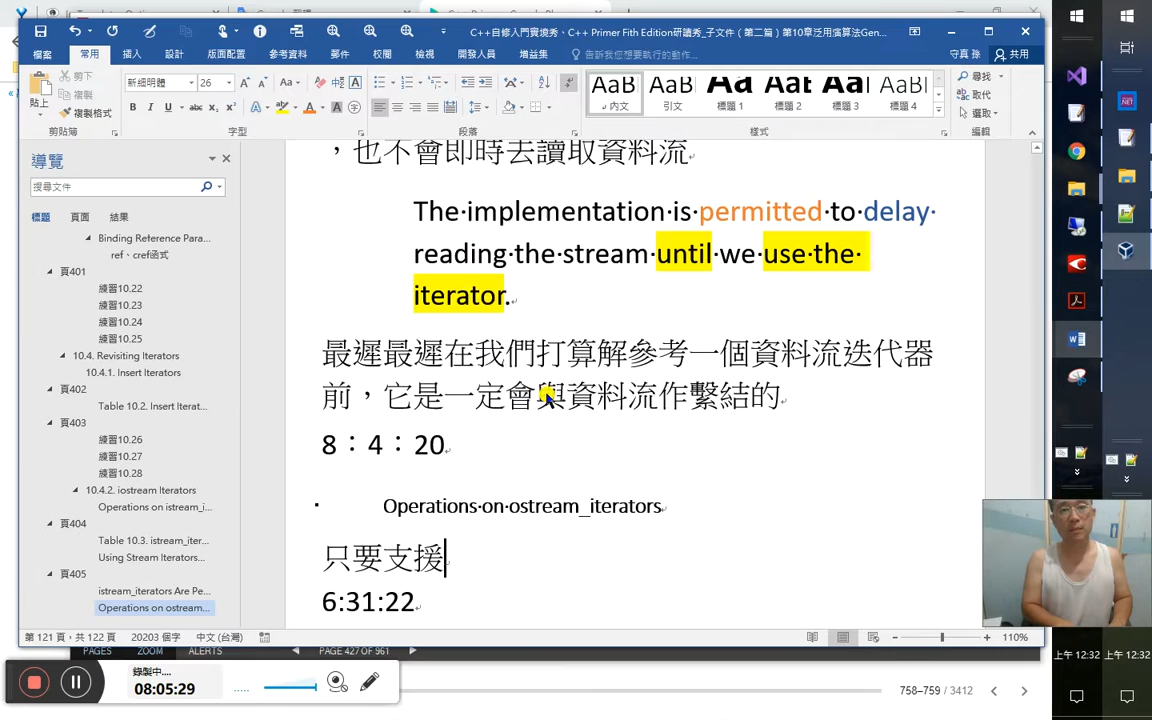 C++自修入門實境秀、C++ Primer Fith Edition研讀秀_子文件（第二篇）第10章泛用演算法Gen...
檔案 常用 插入 設計 版面配置 參考資料 郵件 校閱 檢視 開發人員 增益集 告訴我您想要執行的動作... 守真 孫 共用
貼上 剪下 複製 複製格式
新細明體 26
AaB 內文 AaB 引文 AaB 標題 1 Aat 標題 2 AaB 標題 3 AaB 標題 4
尋找 取代 選取
剪貼簿 字型 段落 樣式 編輯
導覽
搜尋文件
標題 頁面 結果
Binding Reference Para...
ref、cref函式
頁401
練習10.22
練習10.23
練習10.24
練習10.25
10.4. Revisiting Iterators
10.4.1. Insert Iterators
頁402
Table 10.2. Insert Iterat...
頁403
練習10.26
練習10.27
練習10.28
10.4.2. iostream Iterators
Operations on istream_i...
頁404
Table 10.3. istream_iter...
Using Stream Iterators...
頁405
istream_iterators Are Pe...
Operations on ostream...
，也不會即時去讀取資料流
The implementation is permitted to delay
reading the stream until we use the
iterator.
最遲最遲在我們打算解參考一個資料流迭代器
前，它是一定會與資料流作繫結的
8：4：20
Operations on ostream_iterators
只要支援
6:31:22
第 121 頁，共 122 頁 20203 個字 中文 (台灣) 110%
PAGES ZOOM ALERTS PAGE 427 OF 961
錄製中...
08:05:29
758–759 / 3412
上午 12:32 上午 12:32